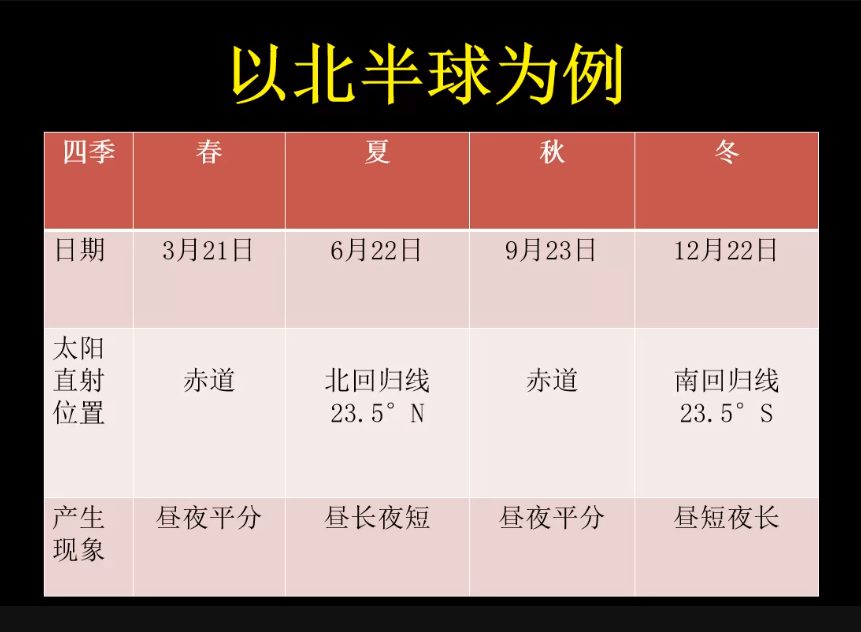 以北半球为例
四季 春 夏 秋 冬
日期 3月21日 6月22日 9月23日 12月22日
太阳
直射 赤道 北回归线 赤道 南回归线
位置 23.5°N 23.5°S
产生 昼夜平分 昼长夜短 昼夜平分 昼短夜长
现象